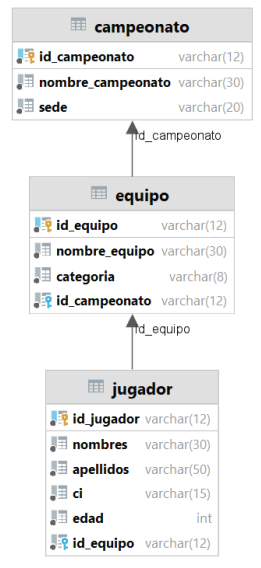 campeonato
id_campeonato varchar(12)
nombre_campeonato varchar(30)
sede varchar(20)
id_campeonato
equipo
id_equipo varchar(12)
nombre_equipo varchar(30)
categoria varchar(8)
id_campeonato varchar(12)
id_equipo
jugador
id_jugador varchar(12)
nombres varchar(30)
apellidos varchar(50)
ci varchar(15)
edad int
id_equipo varchar(12)